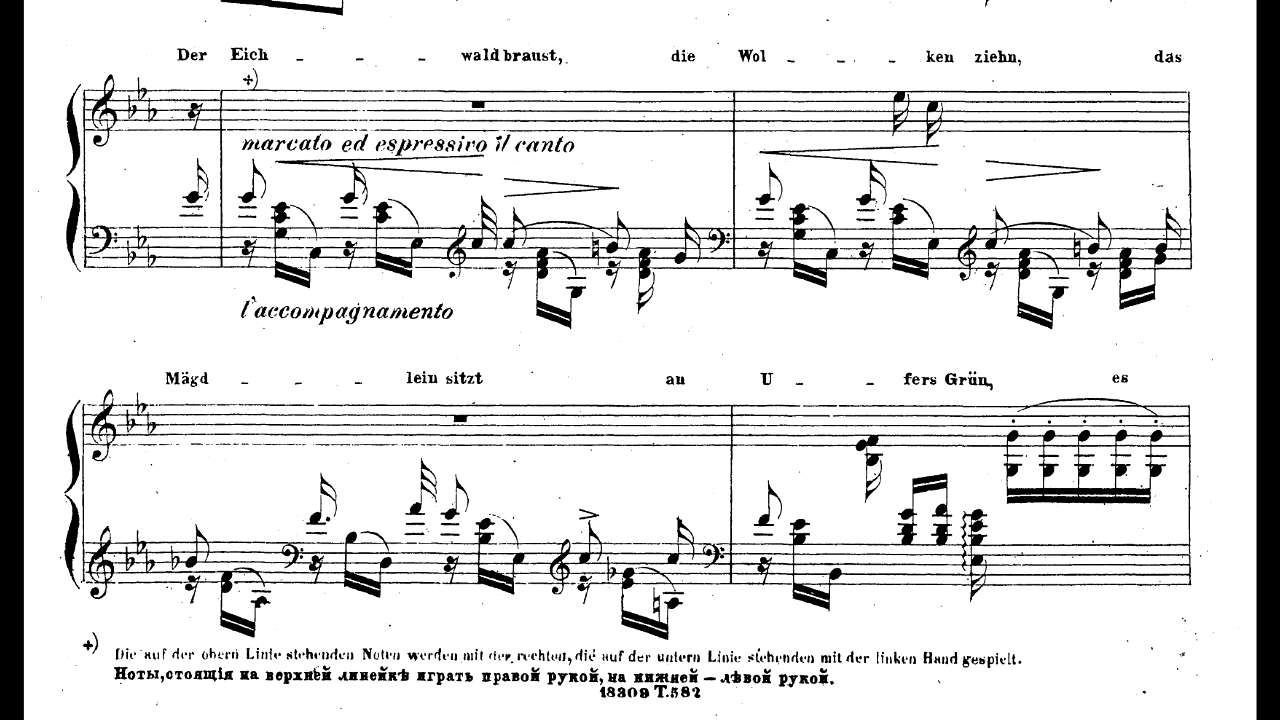 Der Eich - - - wald braust, die Wol - - - ken ziehn, das
+)
marcato ed espressivo il canto
l'accompagnamento
Mägd - - - lein sitzt an U - - fers Grün, es
+) Die auf der obern Linie stehenden Noten werden mit der rechten, die auf der untern Linie stehenden mit der linken Hand gespielt.
Ноты, стоящія на верхней линейкѣ играть правой рукой, на нижней — лѣвой рукой.
18309 T.582